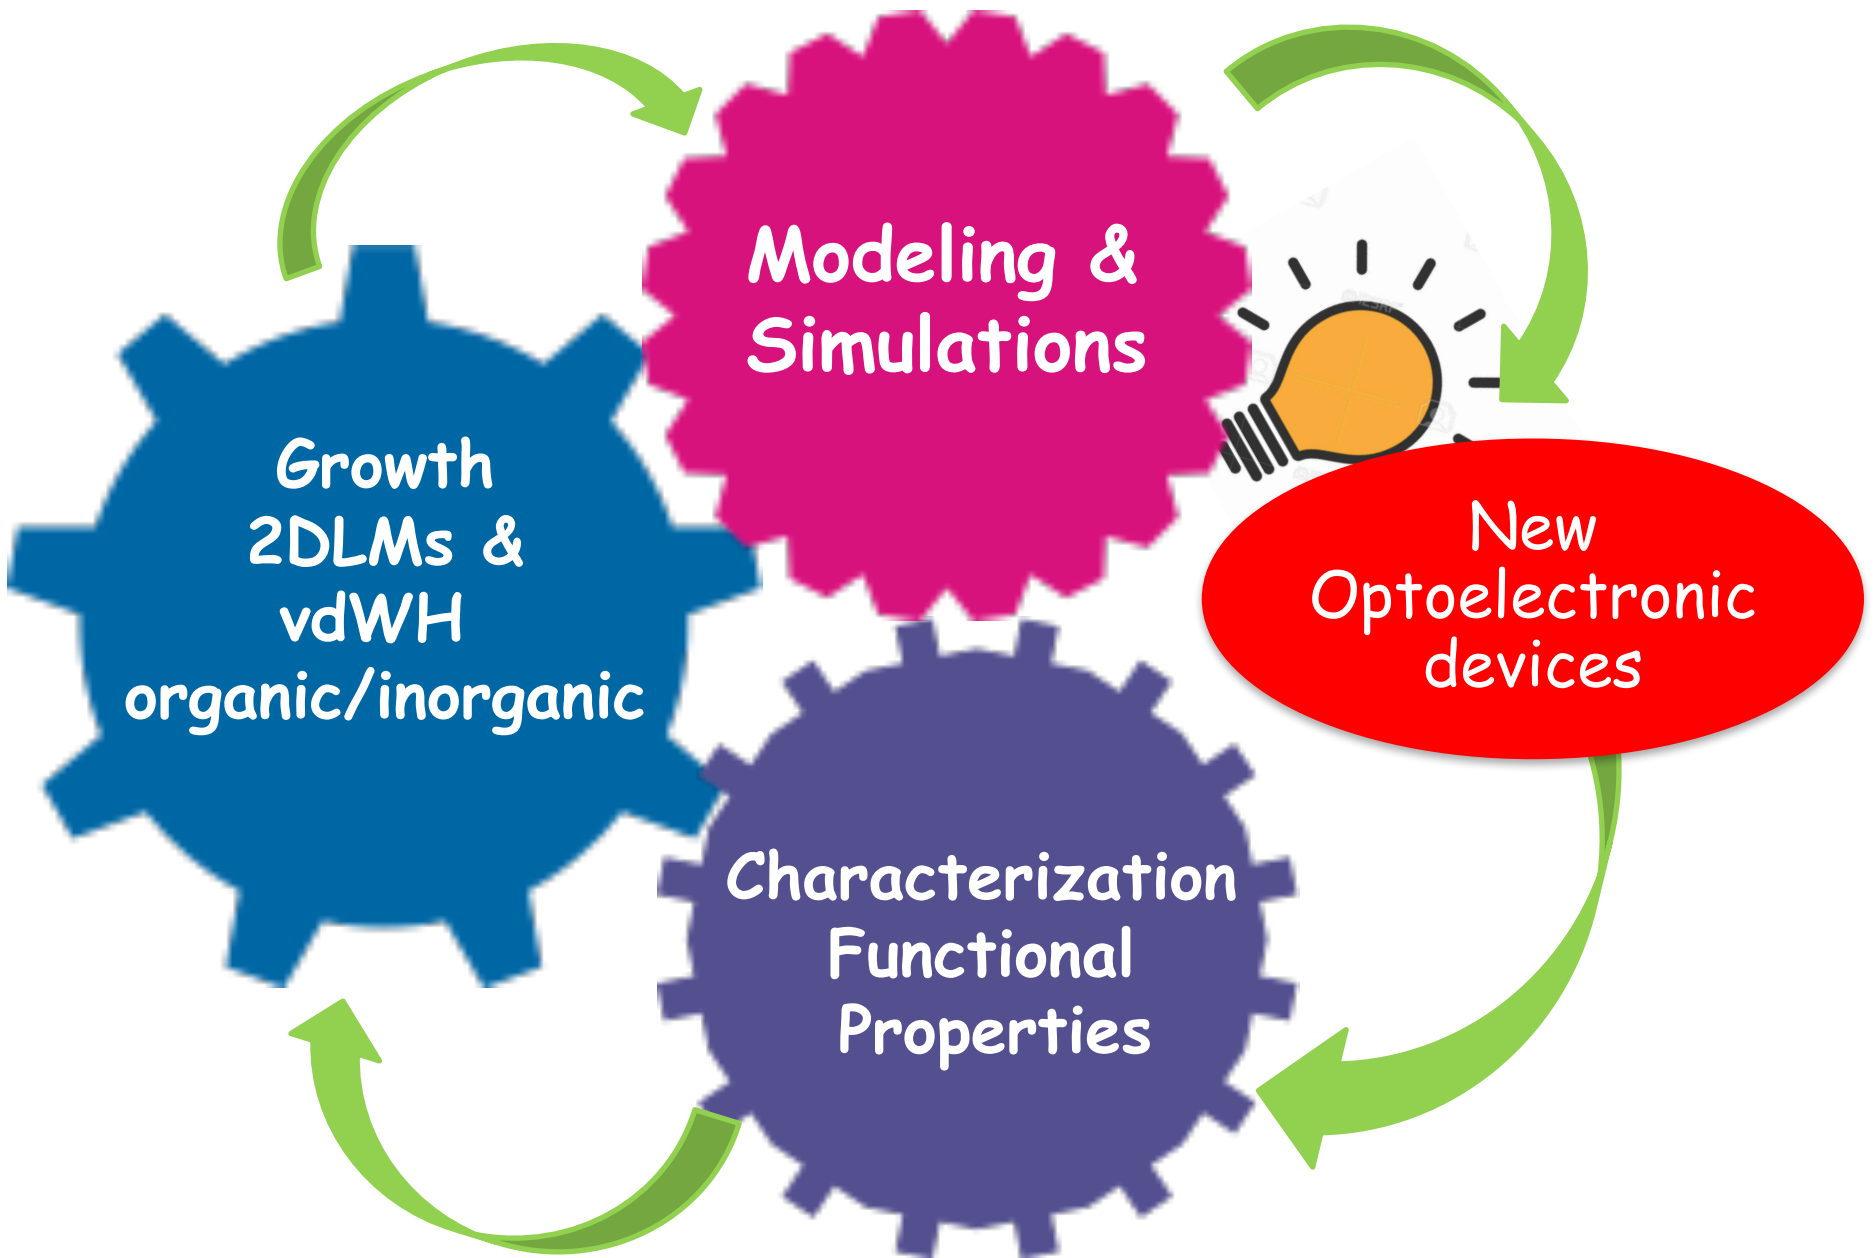 Modeling &
Simulations
Growth
2DLMs &
vdWH
organic/inorganic
New
Optoelectronic
devices
Characterization
Functional
Properties